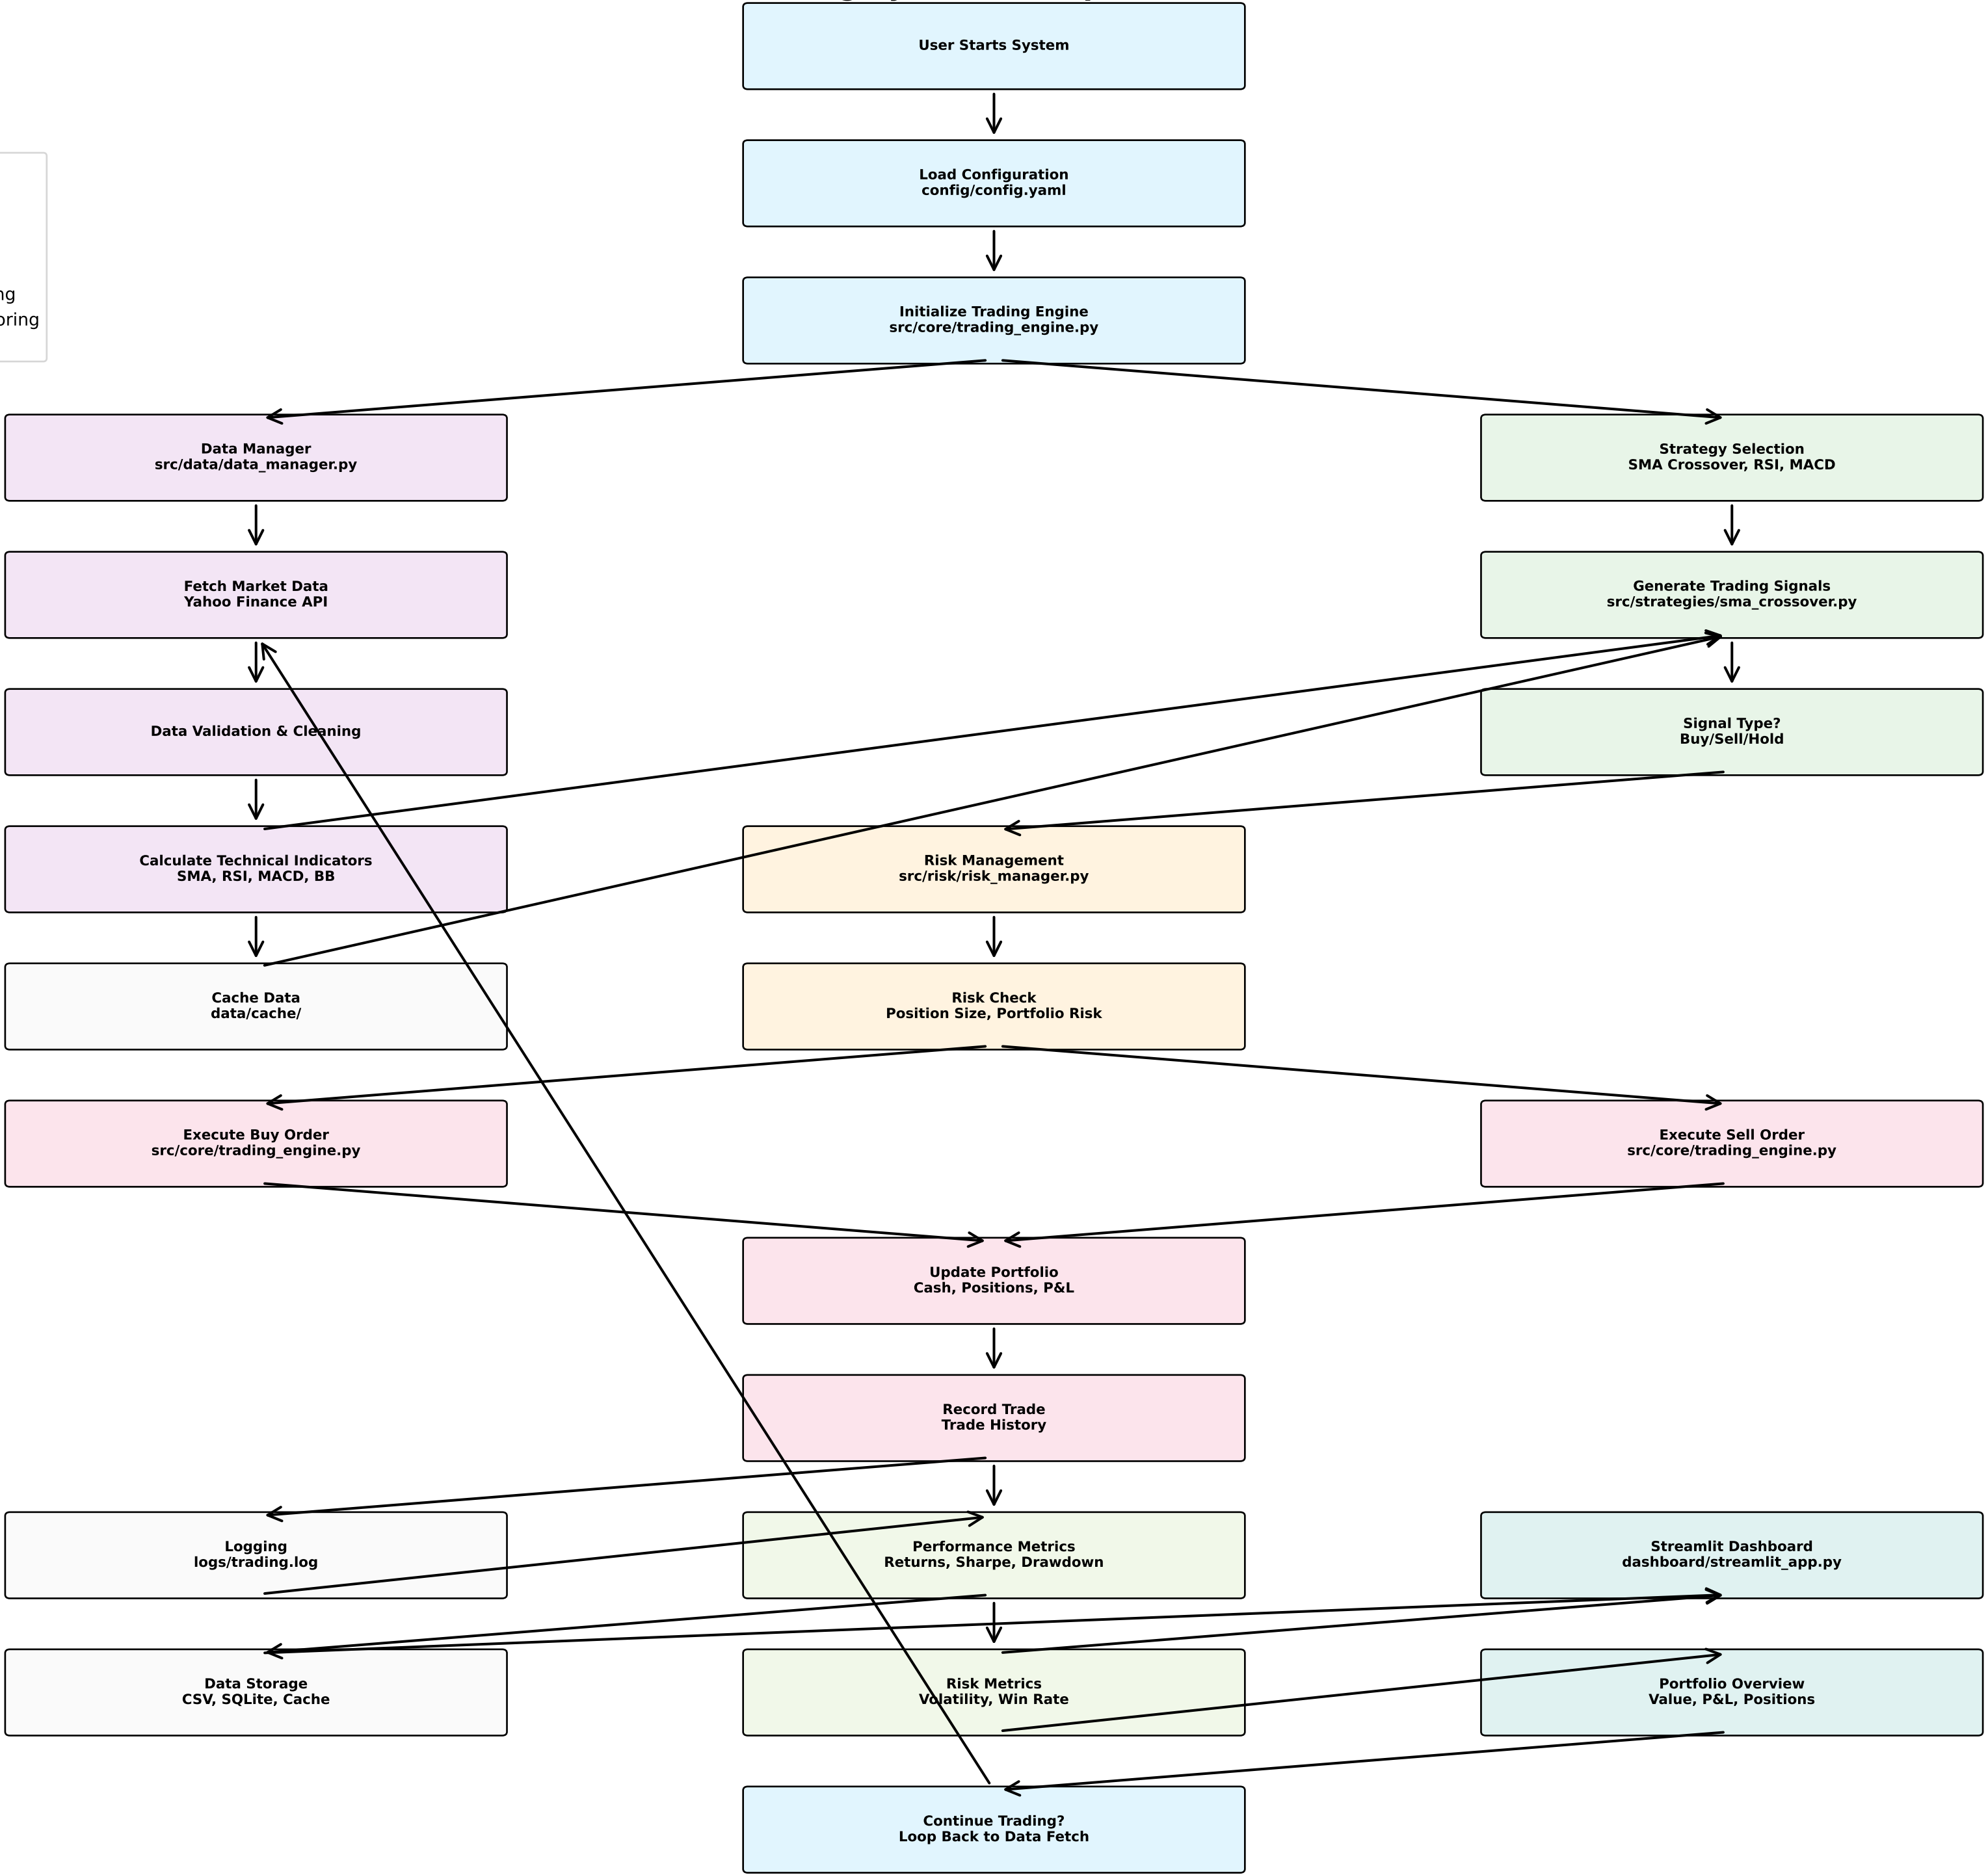 User Starts System
Load Configuration
config/config.yaml
ng
oring
Initialize Trading Engine
src/core/trading_engine.py
Data Manager
src/data/data_manager.py
Strategy Selection
SMA Crossover, RSI, MACD
Fetch Market Data
Yahoo Finance API
Generate Trading Signals
src/strategies/sma_crossover.py
Data Validation & Cleaning
Signal Type?
Buy/Sell/Hold
Calculate Technical Indicators
SMA, RSI, MACD, BB
Risk Management
src/risk/risk_manager.py
Cache Data
data/cache/
Risk Check
Position Size, Portfolio Risk
Execute Buy Order
src/core/trading_engine.py
Execute Sell Order
src/core/trading_engine.py
Update Portfolio
Cash, Positions, P&L
Record Trade
Trade History
Logging
logs/trading.log
Performance Metrics
Returns, Sharpe, Drawdown
Streamlit Dashboard
dashboard/streamlit_app.py
Data Storage
CSV, SQLite, Cache
Risk Metrics
Volatility, Win Rate
Portfolio Overview
Value, P&L, Positions
Continue Trading?
Loop Back to Data Fetch